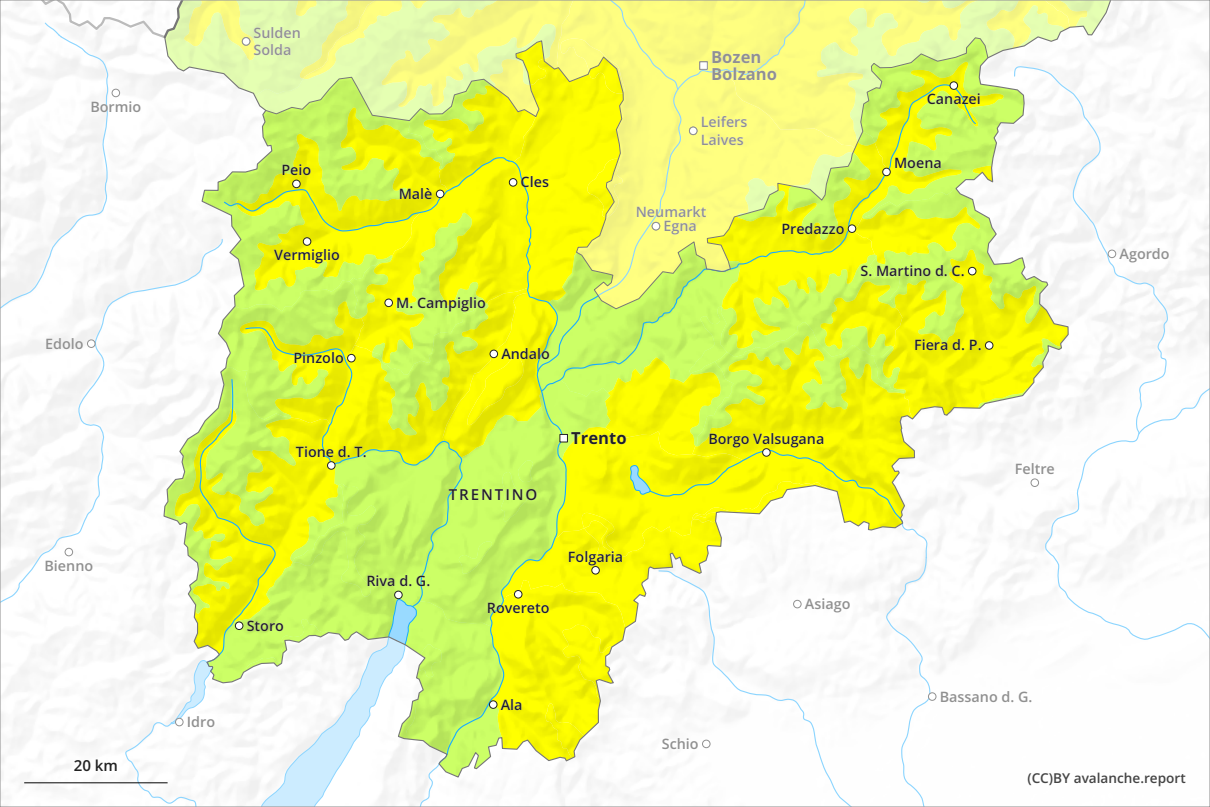 Sulden
Solda
Bozen
Bolzano
Bormio
Canazei
Leifers
Laives
Moena
Peio
Malè
Cles
Neumarkt
Egna
Predazzo
Vermiglio
Agordo
S. Martino d. C.
M. Campiglio
Edolo
Pinzolo
Andalo
Fiera d. P.
Trento
Borgo Valsugana
Tione d. T.
Feltre
TRENTINO
Bienno
Folgaria
Riva d. G.
Rovereto
Asiago
Storo
Bassano d. G.
Ala
Idro
Schio
20 km
(CC)BY avalanche.report